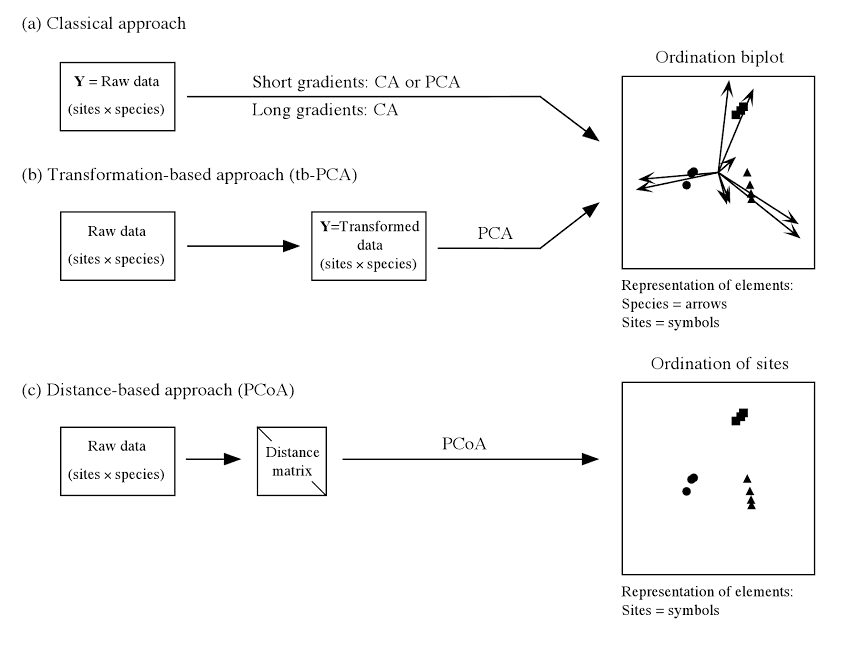 (a) Classical approach
Y = Raw data
(sites × species)
Short gradients: CA or PCA
Long gradients: CA
Ordination biplot
(b) Transformation-based approach (tb-PCA)
Raw data
(sites × species)
Y=Transformed
data
(sites × species)
PCA
Representation of elements:
Species = arrows
Sites = symbols
Ordination of sites
(c) Distance-based approach (PCoA)
Raw data
(sites × species)
Distance
matrix
PCoA
Representation of elements:
Sites = symbols